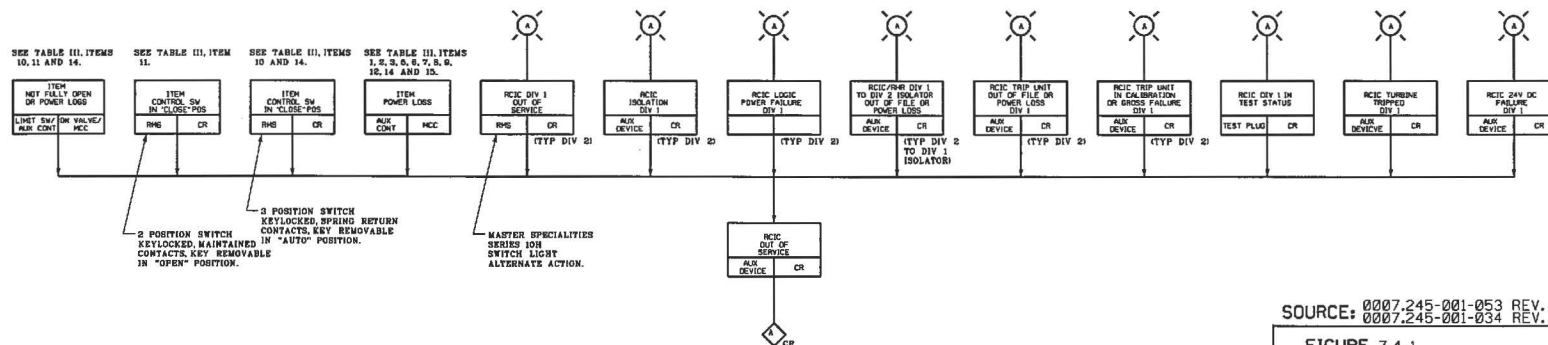 A
A
A
A
A
A
A
A
A
SEE TABLE III, ITEMS
10, 11 AND 14.
SEE TABLE III, ITEM
11.
SEE TABLE III, ITEMS
10 AND 14.
SEE TABLE III, ITEMS
1, 2, 3, 5, 6, 7, 8, 9,
12, 14 AND 15.
ITEM
NOT FULLY OPEN
OR POWER LOSS
LIMIT SW/
AUX CONT
ON VALVE/
MCC
ITEM
CONTROL SW
IN "CLOSE" POS
RMS
CR
ITEM
CONTROL SW
IN "CLOSE" POS
RMS
CR
ITEM
POWER LOSS
AUX
CONT
MCC
RCIC DIV 1
OUT OF
SERVICE
RMS
CR
(TYP DIV 2)
RCIC
ISOLATION
DIV 1
AUX
DEVICE
CR
(TYP DIV 2)
RCIC LOGIC
POWER FAILURE
DIV 1
(TYP DIV 2)
RCIC/RHR DIV 1
TO DIV 2 ISOLATOR
OUT OF FILE OR
POWER LOSS
AUX
DEVICE
CR
(TYP DIV 2
TO DIV 1
ISOLATOR)
RCIC TRIP UNIT
OUT OF FILE OR
POWER LOSS
DIV 1
AUX
DEVICE
CR
(TYP DIV 2)
RCIC TRIP UNIT
IN CALIBRATION
OR GROSS FAILURE
DIV 1
AUX
DEVICE
CR
(TYP DIV 2)
RCIC DIV 1 IN
TEST STATUS
TEST PLUG
CR
RCIC TURBINE
TRIPPED
DIV 1
AUX
DEVICVE
CR
RCIC 24V DC
FAILURE
DIV 1
AUX
DEVICE
CR
2 POSITION SWITCH
KEYLOCKED, MAINTAINED
CONTACTS, KEY REMOVABLE
IN "OPEN" POSITION.
3 POSITION SWITCH
KEYLOCKED, SPRING RETURN
CONTACTS, KEY REMOVABLE
IN "AUTO" POSITION.
MASTER SPECIALITIES
SERIES 10H
SWITCH LIGHT
ALTERNATE ACTION.
RCIC
OUT OF
SERVICE
AUX
DEVICE
CR
A
CR
SOURCE: 0007.245-001-053 REV.
0007.245-001-034 REV.
FIGURE 7.4-1